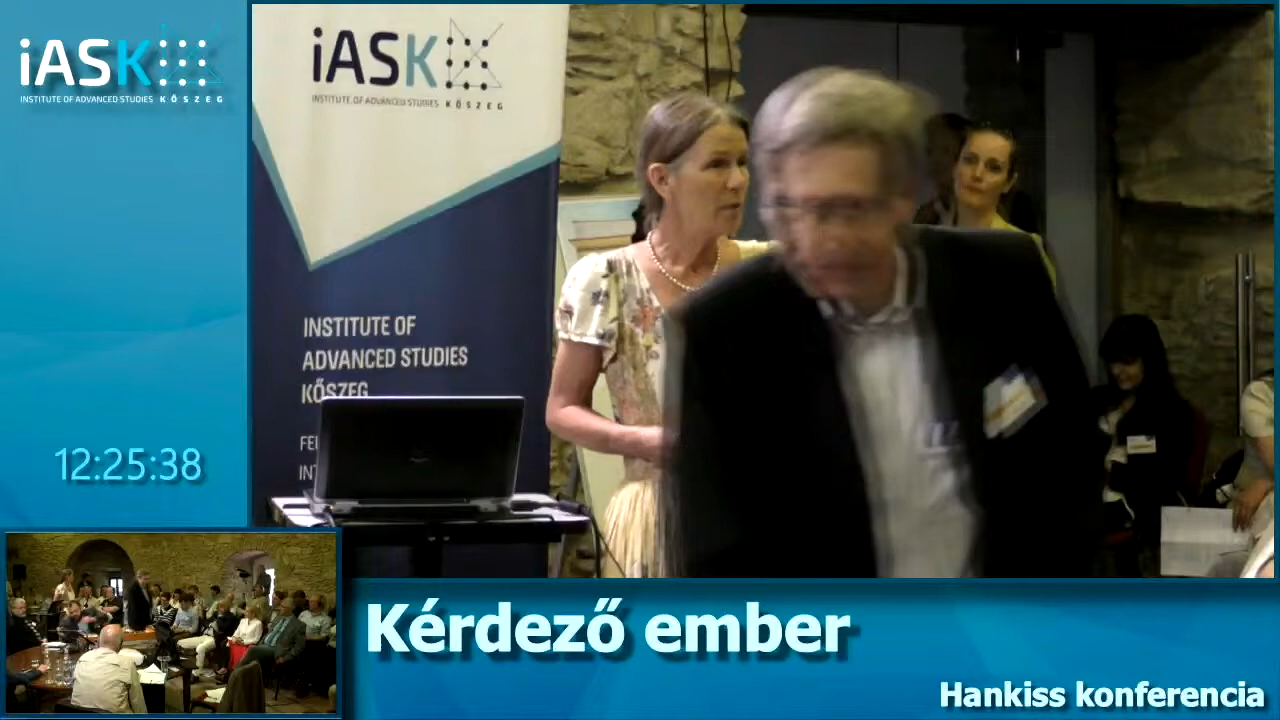 iASK
INSTITUTE OF ADVANCED STUDIES KŐSZEG
iASK
INSTITUTE OF ADVANCED STUDIES KŐSZEG
INSTITUTE OF
ADVANCED STUDIES
KŐSZEG
12:25:38
Kérdező ember
Hankiss konferencia